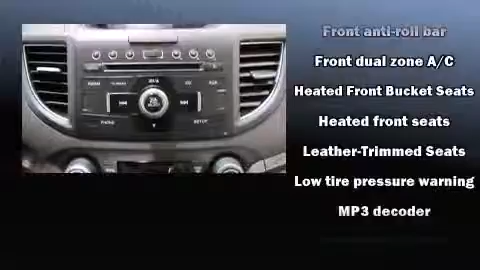 Front anti-roll bar
Front dual zone A/C
Heated Front Bucket Seats
Heated front seats
Leather-Trimmed Seats
Low tire pressure warning
MP3 decoder